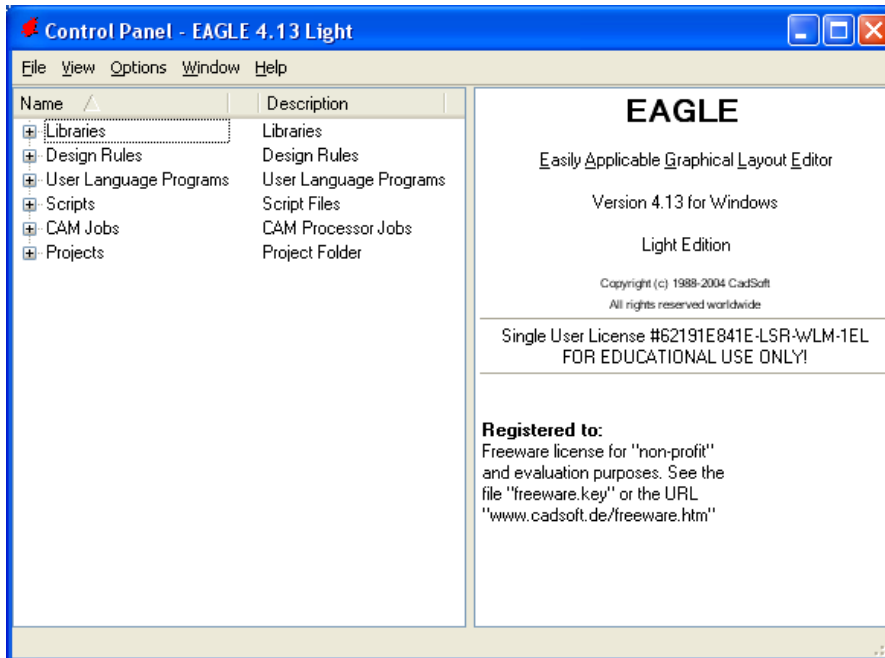 Control Panel - EAGLE 4.13 Light
File View Options Window Help
Name Description
Libraries Libraries
Design Rules Design Rules
User Language Programs User Language Programs
Scripts Script Files
CAM Jobs CAM Processor Jobs
Projects Project Folder
EAGLE
Easily Applicable Graphical Layout Editor
Version 4.13 for Windows
Light Edition
Copyright (c) 1988-2004 CadSoft
All rights reserved worldwide
Single User License #62191E841E-LSR-WLM-1EL
FOR EDUCATIONAL USE ONLY!
Registered to:
Freeware license for "non-profit"
and evaluation purposes. See the
file "freeware.key" or the URL
"www.cadsoft.de/freeware.htm"